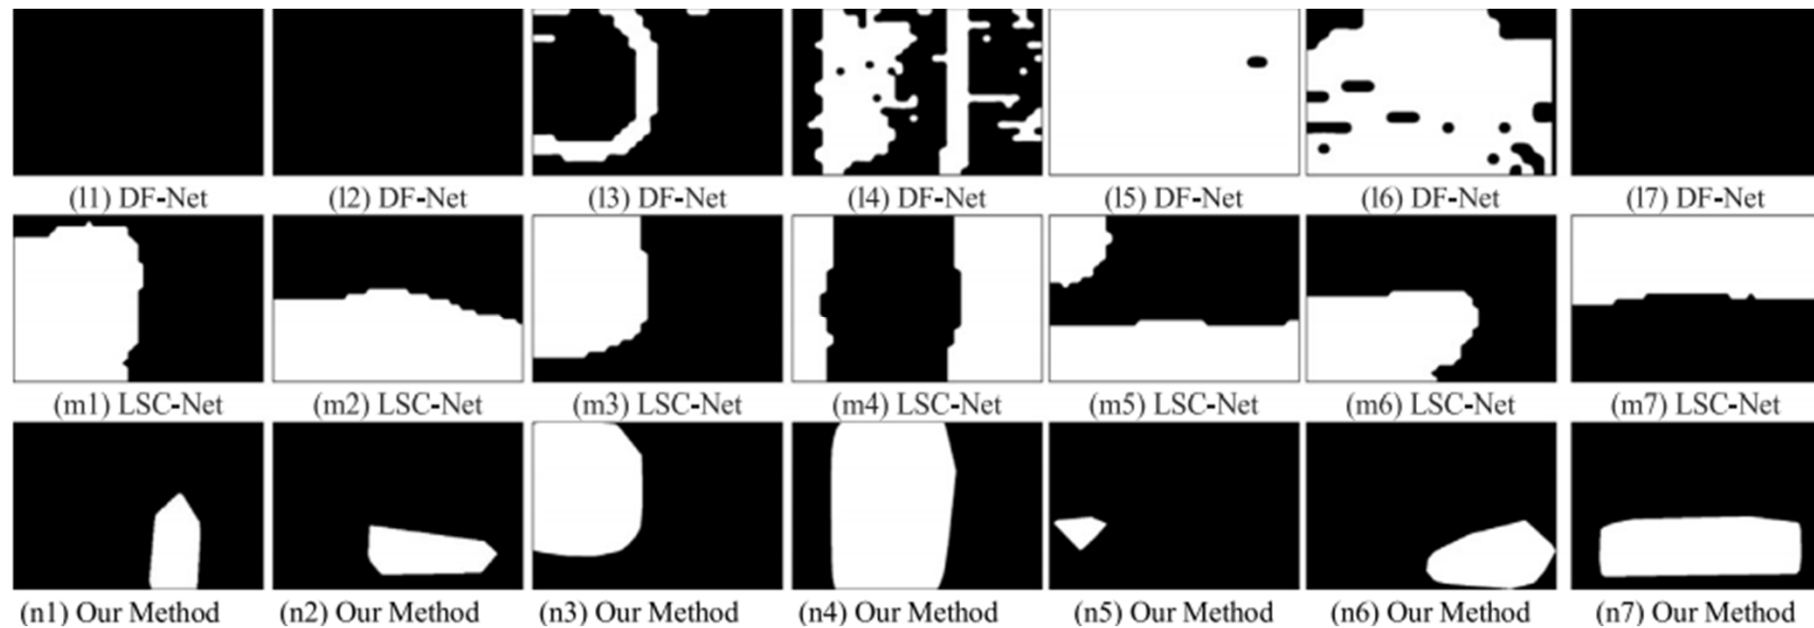 (l1) DF-Net (l2) DF-Net (l3) DF-Net (l4) DF-Net (l5) DF-Net (l6) DF-Net (l7) DF-Net
(m1) LSC-Net (m2) LSC-Net (m3) LSC-Net (m4) LSC-Net (m5) LSC-Net (m6) LSC-Net (m7) LSC-Net
(n1) Our Method (n2) Our Method (n3) Our Method (n4) Our Method (n5) Our Method (n6) Our Method (n7) Our Method